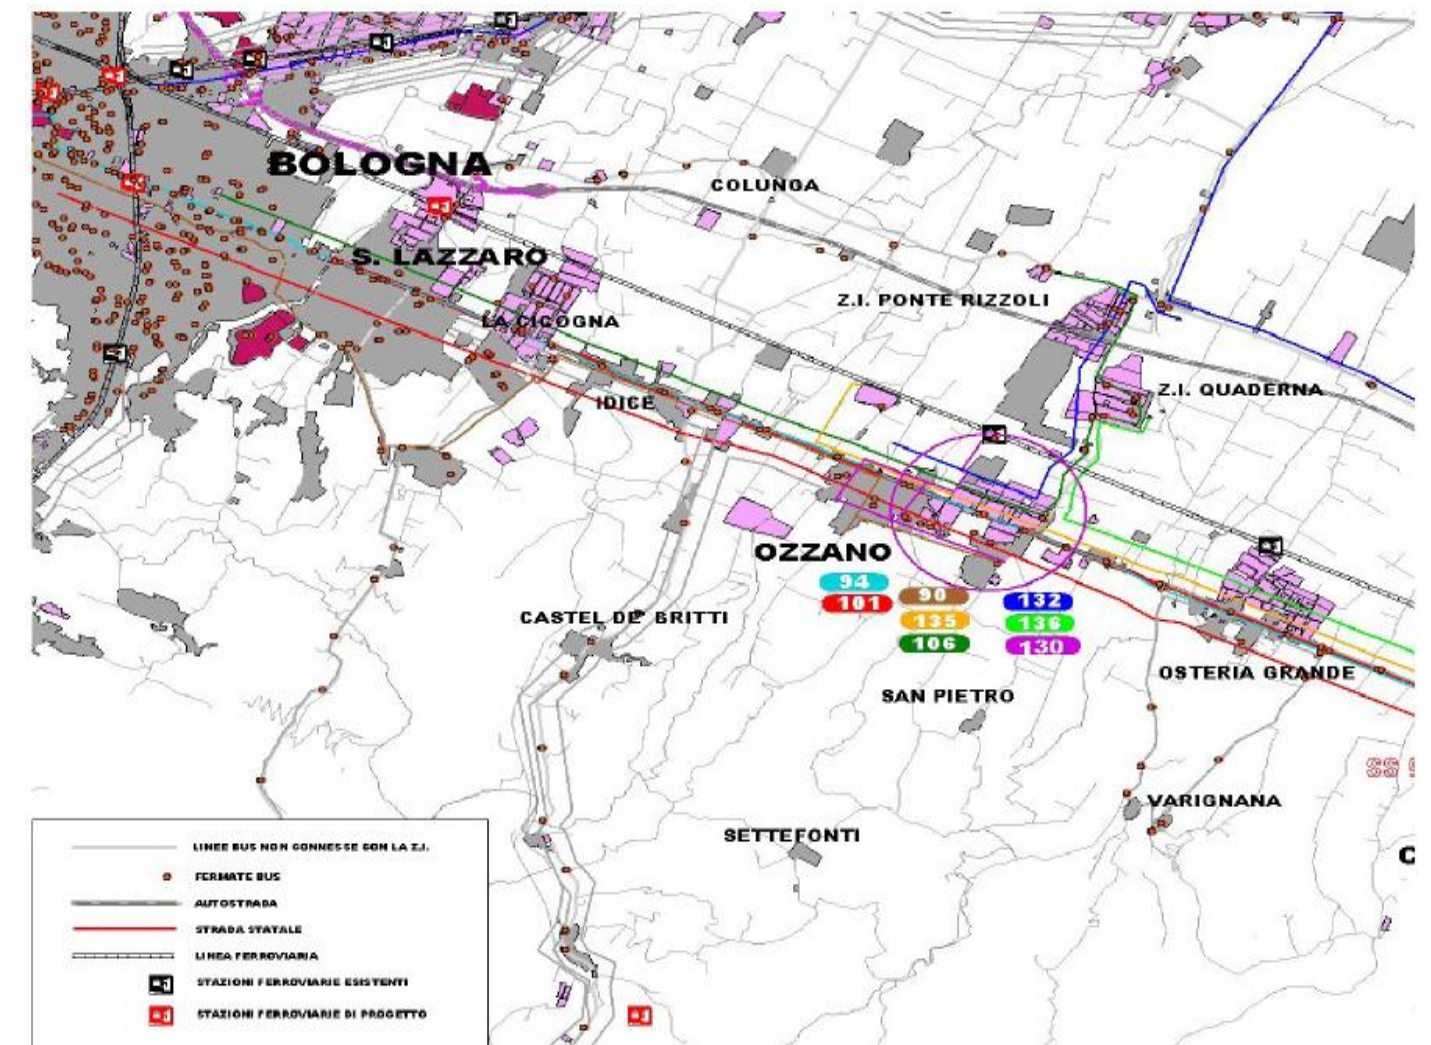 BOLOGNA
COLUNGA
S. LAZZARO
Z.I. PONTE RIZZOLI
LA CICOGNA
Z.I. QUADERNA
IDICE
OZZANO
94
101
90
135
106
132
136
130
CASTEL DE' BRITTI
OSTERIA GRANDE
SAN PIETRO
SS 9
VARIGNANA
SETTEFONTI
C
LINEE BUS NON CONNESSE CON LA Z.I.
FERMATE BUS
AUTOSTRADA
STRADA STATALE
LINEA FERROVIARIA
STAZIONI FERROVIARIE ESISTENTI
STAZIONI FERROVIARIE DI PROGETTO